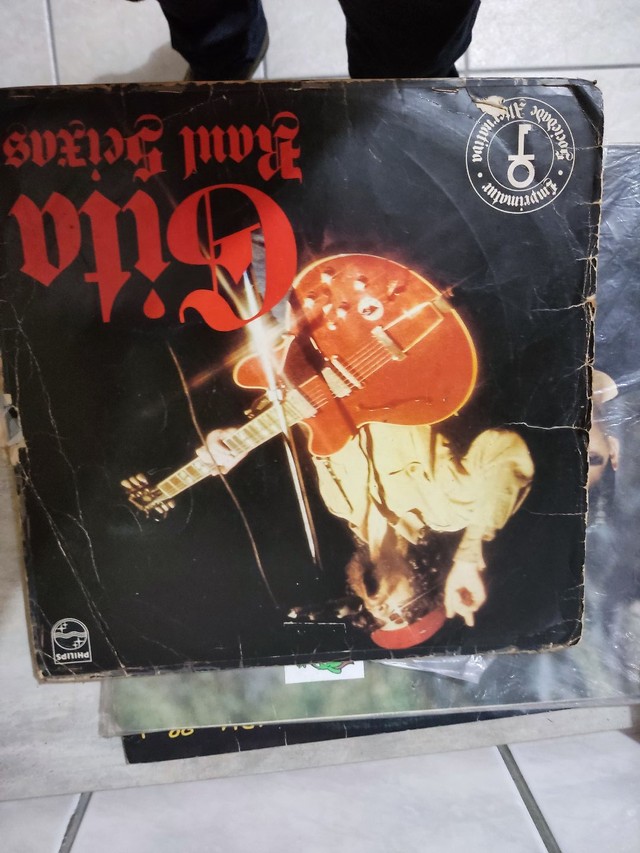 PHILIPS
Gita
Raul Seixas
Imprimatur
Sociedade Alternativa